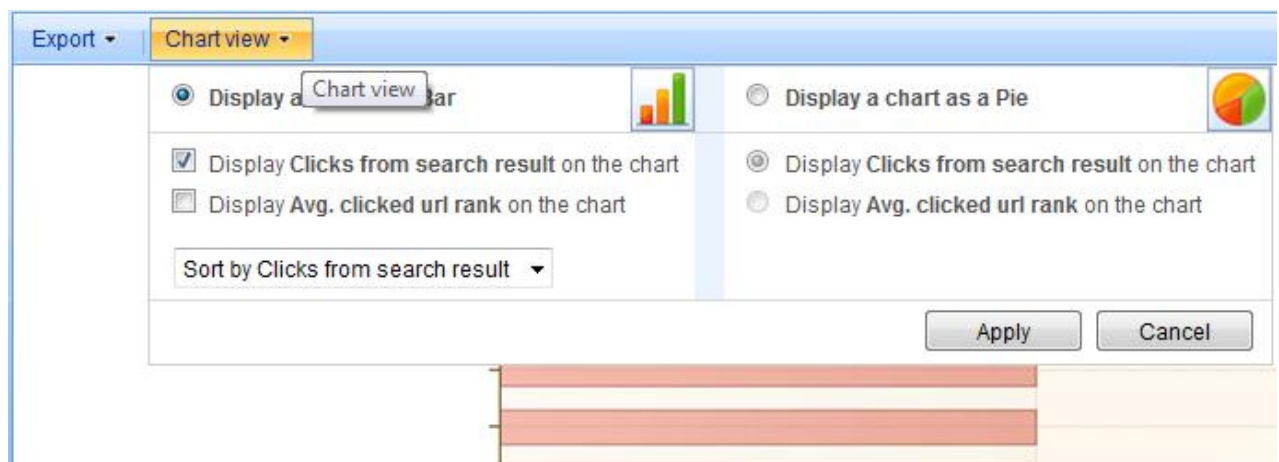 Export
Chart view
Chart view
Display a
Bar
Display a chart as a Pie
Display Clicks from search result on the chart
Display Clicks from search result on the chart
Display Avg. clicked url rank on the chart
Display Avg. clicked url rank on the chart
Sort by Clicks from search result
Apply
Cancel